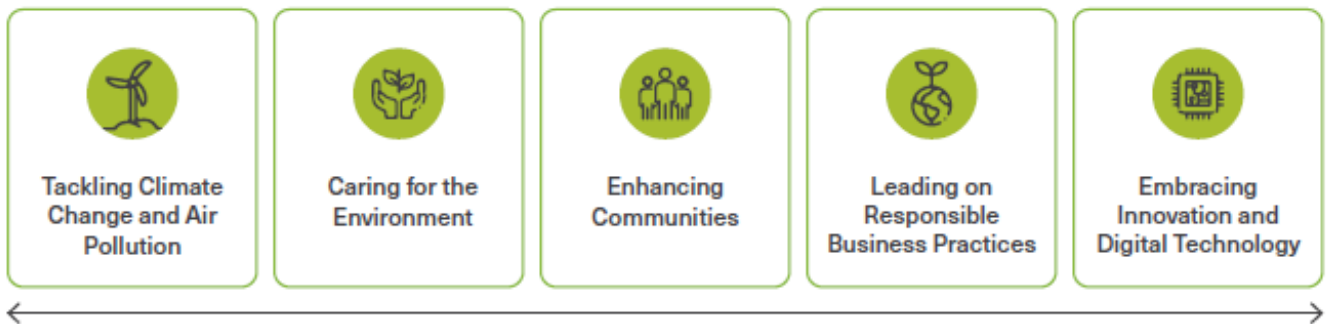 Tackling Climate
Change and Air
Pollution
Caring for the
Environment
Enhancing
Communities
Leading on
Responsible
Business Practices
Embracing
Innovation and
Digital Technology